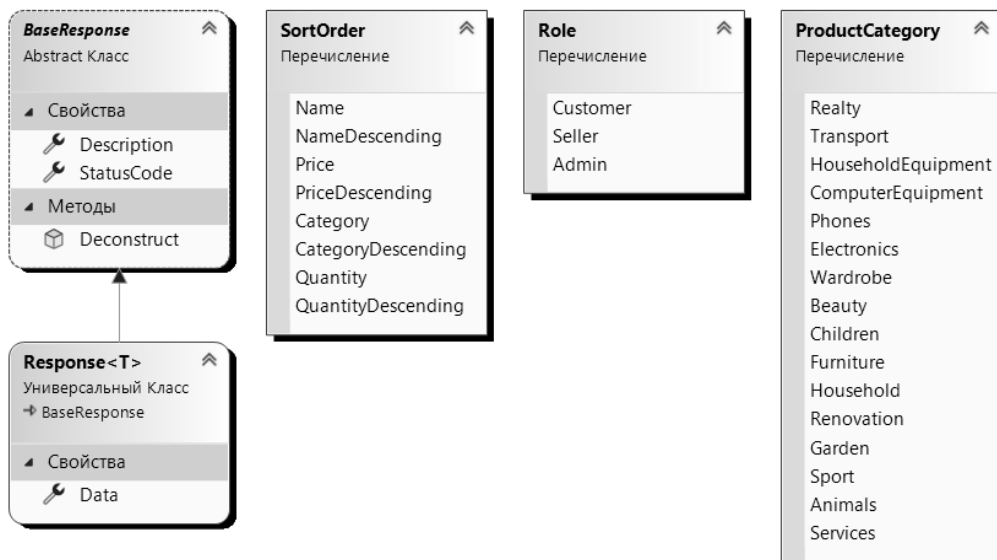 BaseResponse
Abstract Класс
Свойства
Description
StatusCode
Методы
Deconstruct
Response<T>
Универсальный Класс
BaseResponse
Свойства
Data
SortOrder
Перечисление
Name
NameDescending
Price
PriceDescending
Category
CategoryDescending
Quantity
QuantityDescending
Role
Перечисление
Customer
Seller
Admin
ProductCategory
Перечисление
Realty
Transport
HouseholdEquipment
ComputerEquipment
Phones
Electronics
Wardrobe
Beauty
Children
Furniture
Household
Renovation
Garden
Sport
Animals
Services